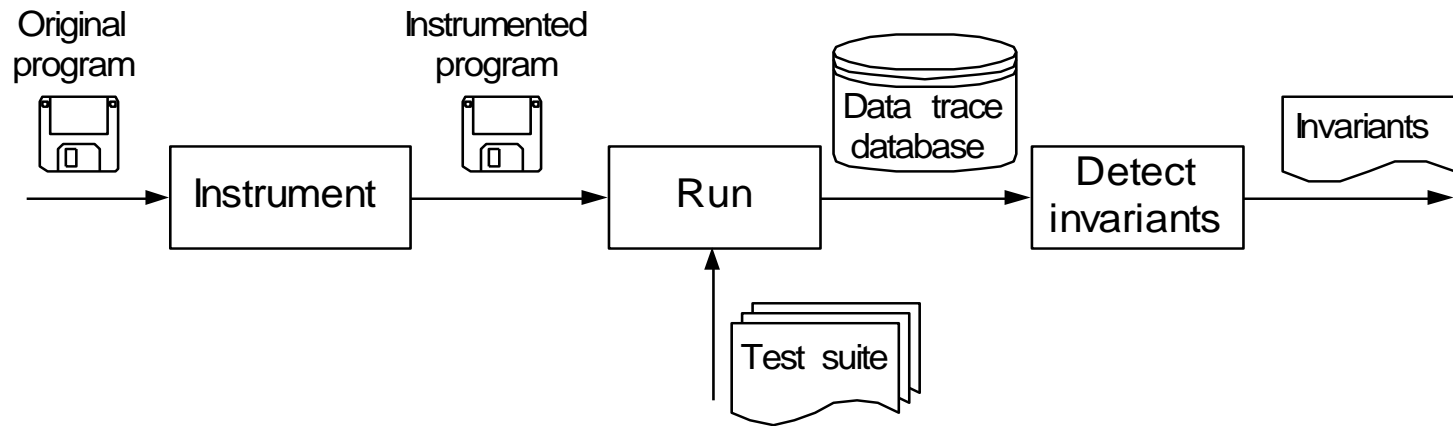 Original
program
Instrumented
program
Data trace
database
Invariants
Instrument
Run
Detect
invariants
Test suite